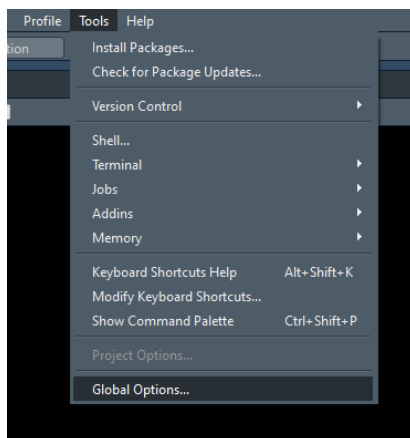 Profile Tools Help
tion
Install Packages...
Check for Package Updates...
Version Control
Shell...
Terminal
Jobs
Addins
Memory
Keyboard Shortcuts Help Alt+Shift+K
Modify Keyboard Shortcuts...
Show Command Palette Ctrl+Shift+P
Project Options...
Global Options...